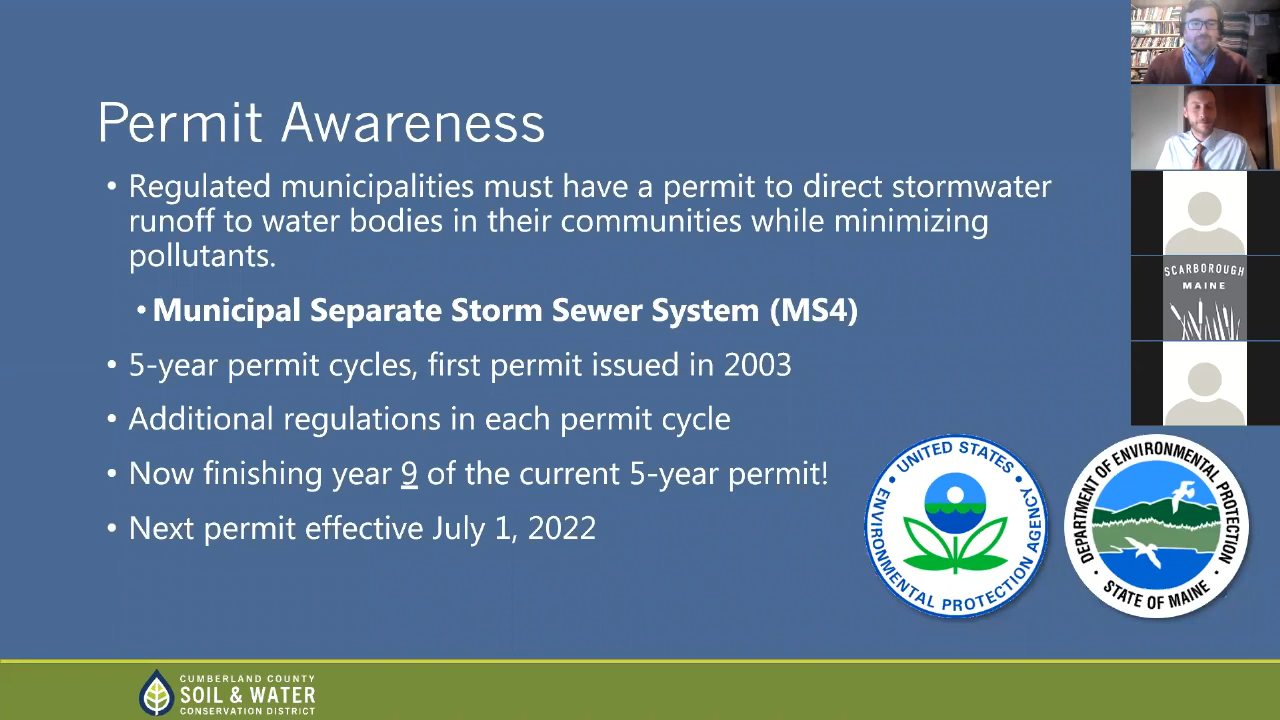 Permit Awareness
• Regulated municipalities must have a permit to direct stormwater
runoff to water bodies in their communities while minimizing
pollutants.
• Municipal Separate Storm Sewer System (MS4)
• 5-year permit cycles, first permit issued in 2003
• Additional regulations in each permit cycle
• Now finishing year 9 of the current 5-year permit!
• Next permit effective July 1, 2022
SCARBOROUGH
MAINE
UNITED STATES
ENVIRONMENTAL PROTECTION AGENCY
DEPARTMENT OF ENVIRONMENTAL PROTECTION
STATE OF MAINE
CUMBERLAND COUNTY
SOIL & WATER
CONSERVATION DISTRICT